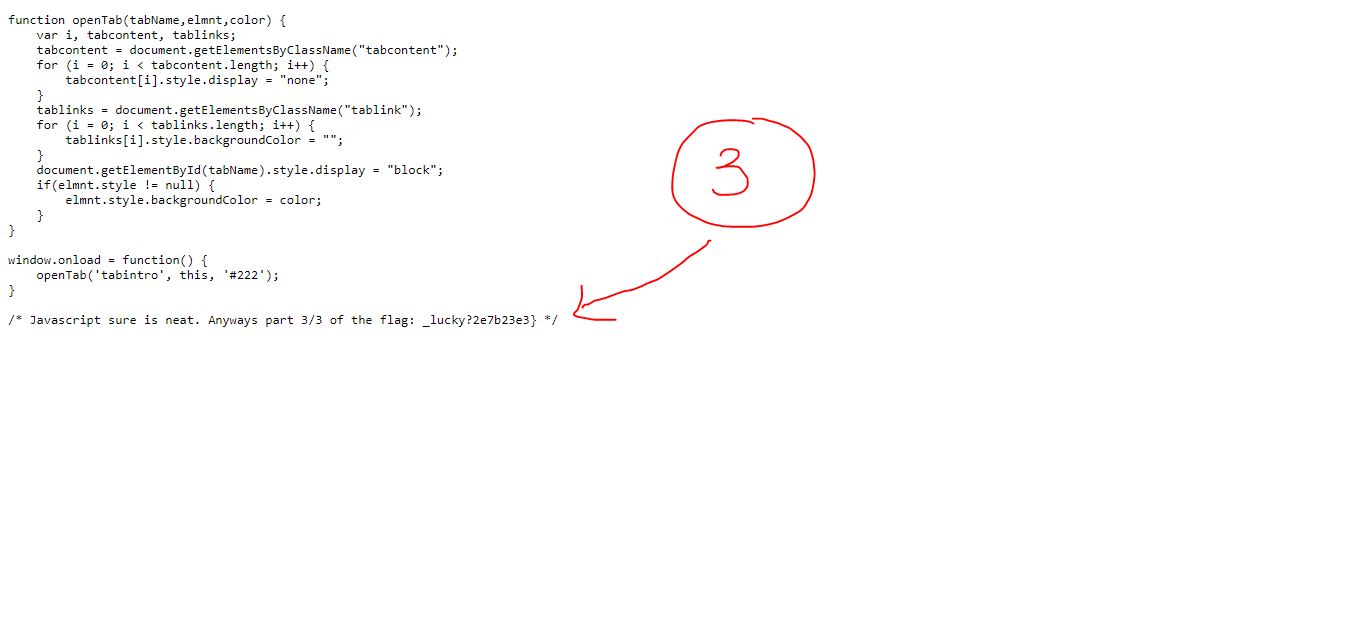 function openTab(tabName,elmnt,color) {
    var i, tabcontent, tablinks;
    tabcontent = document.getElementsByClassName("tabcontent");
    for (i = 0; i < tabcontent.length; i++) {
        tabcontent[i].style.display = "none";
    }
    tablinks = document.getElementsByClassName("tablink");
    for (i = 0; i < tablinks.length; i++) {
        tablinks[i].style.backgroundColor = "";
    }
    document.getElementById(tabName).style.display = "block";
    if(elmnt.style != null) {
        elmnt.style.backgroundColor = color;
    }
}
window.onload = function() {
    openTab('tabintro', this, '#222');
}
/* Javascript sure is neat. Anyways part 3/3 of the flag: _lucky?2e7b23e3} */
3